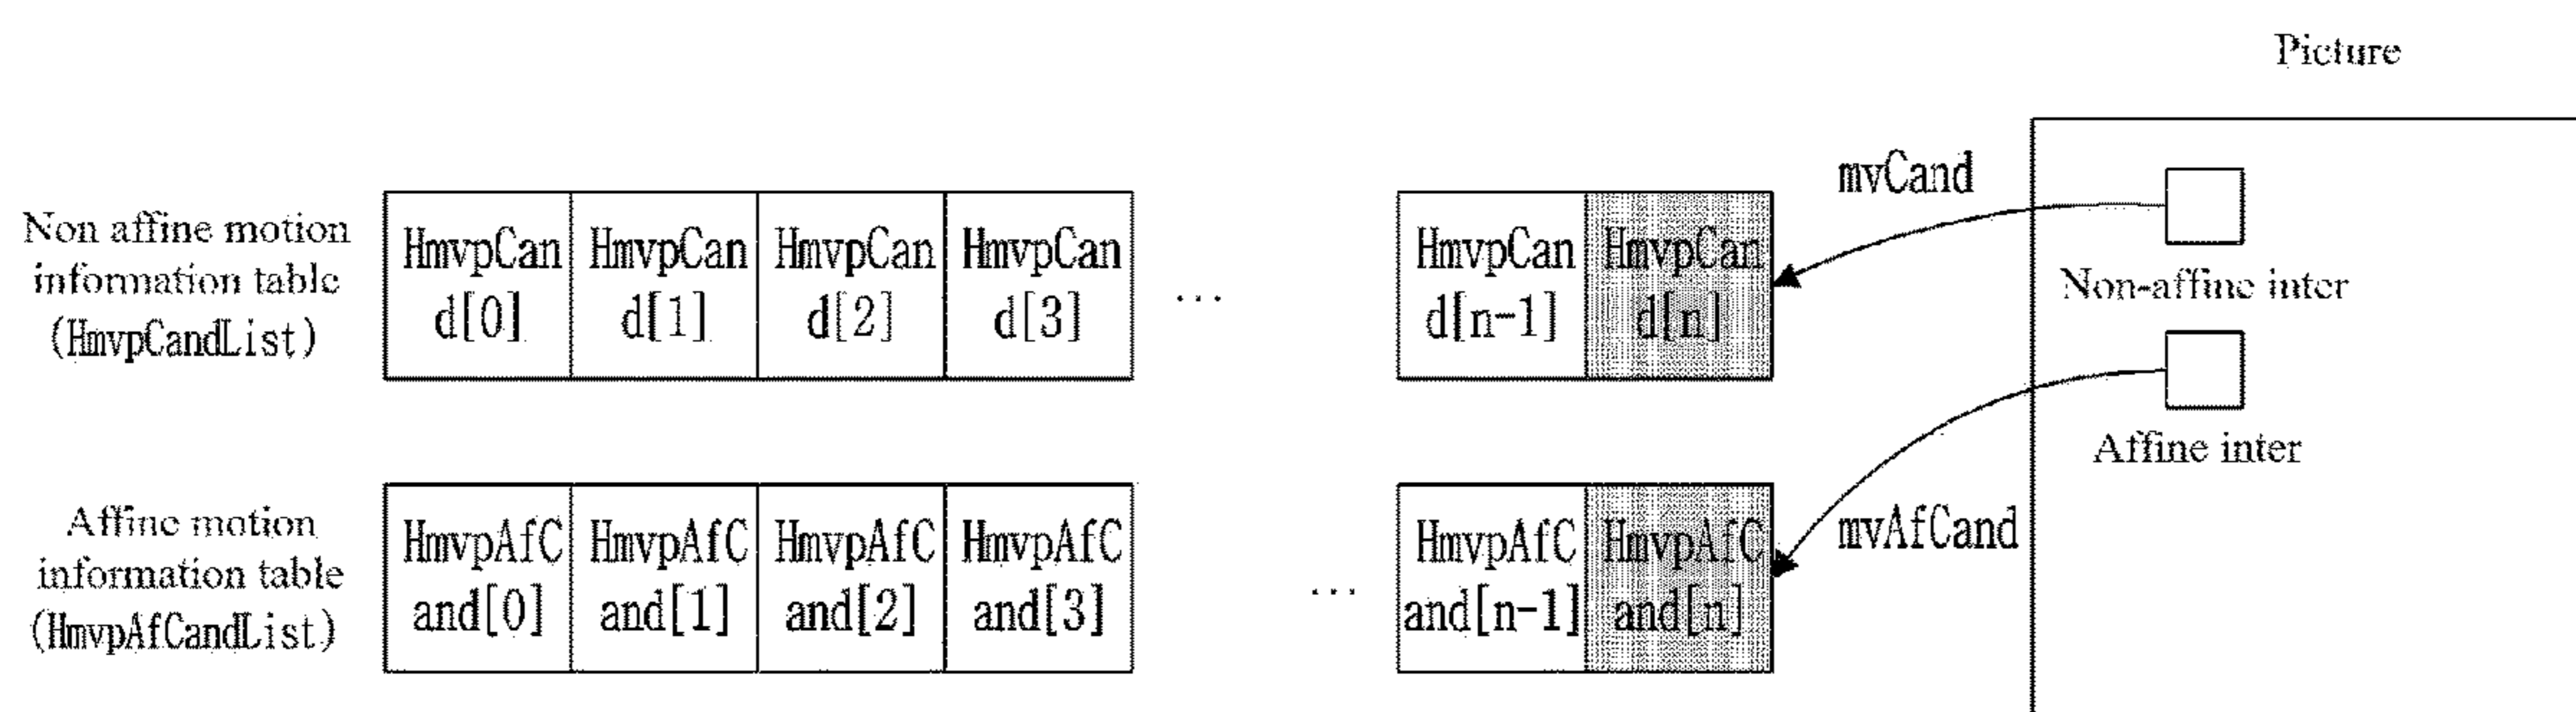 Picture
mvCand
Non affine motion
information table
(HmvpCandList)
HmvpCan
d[0]
HmvpCan
d[1]
HmvpCan
d[2]
HmvpCan
d[3]
...
HmvpCan
d[n-1]
HmvpCan
d[n]
Non-affine inter
Affine inter
Affine motion
information table
(HmvpAfCandList)
HmvpAfC
and[0]
HmvpAfC
and[1]
HmvpAfC
and[2]
HmvpAfC
and[3]
...
HmvpAfC
and[n-1]
HmvpAfC
and[n]
mvAfCand